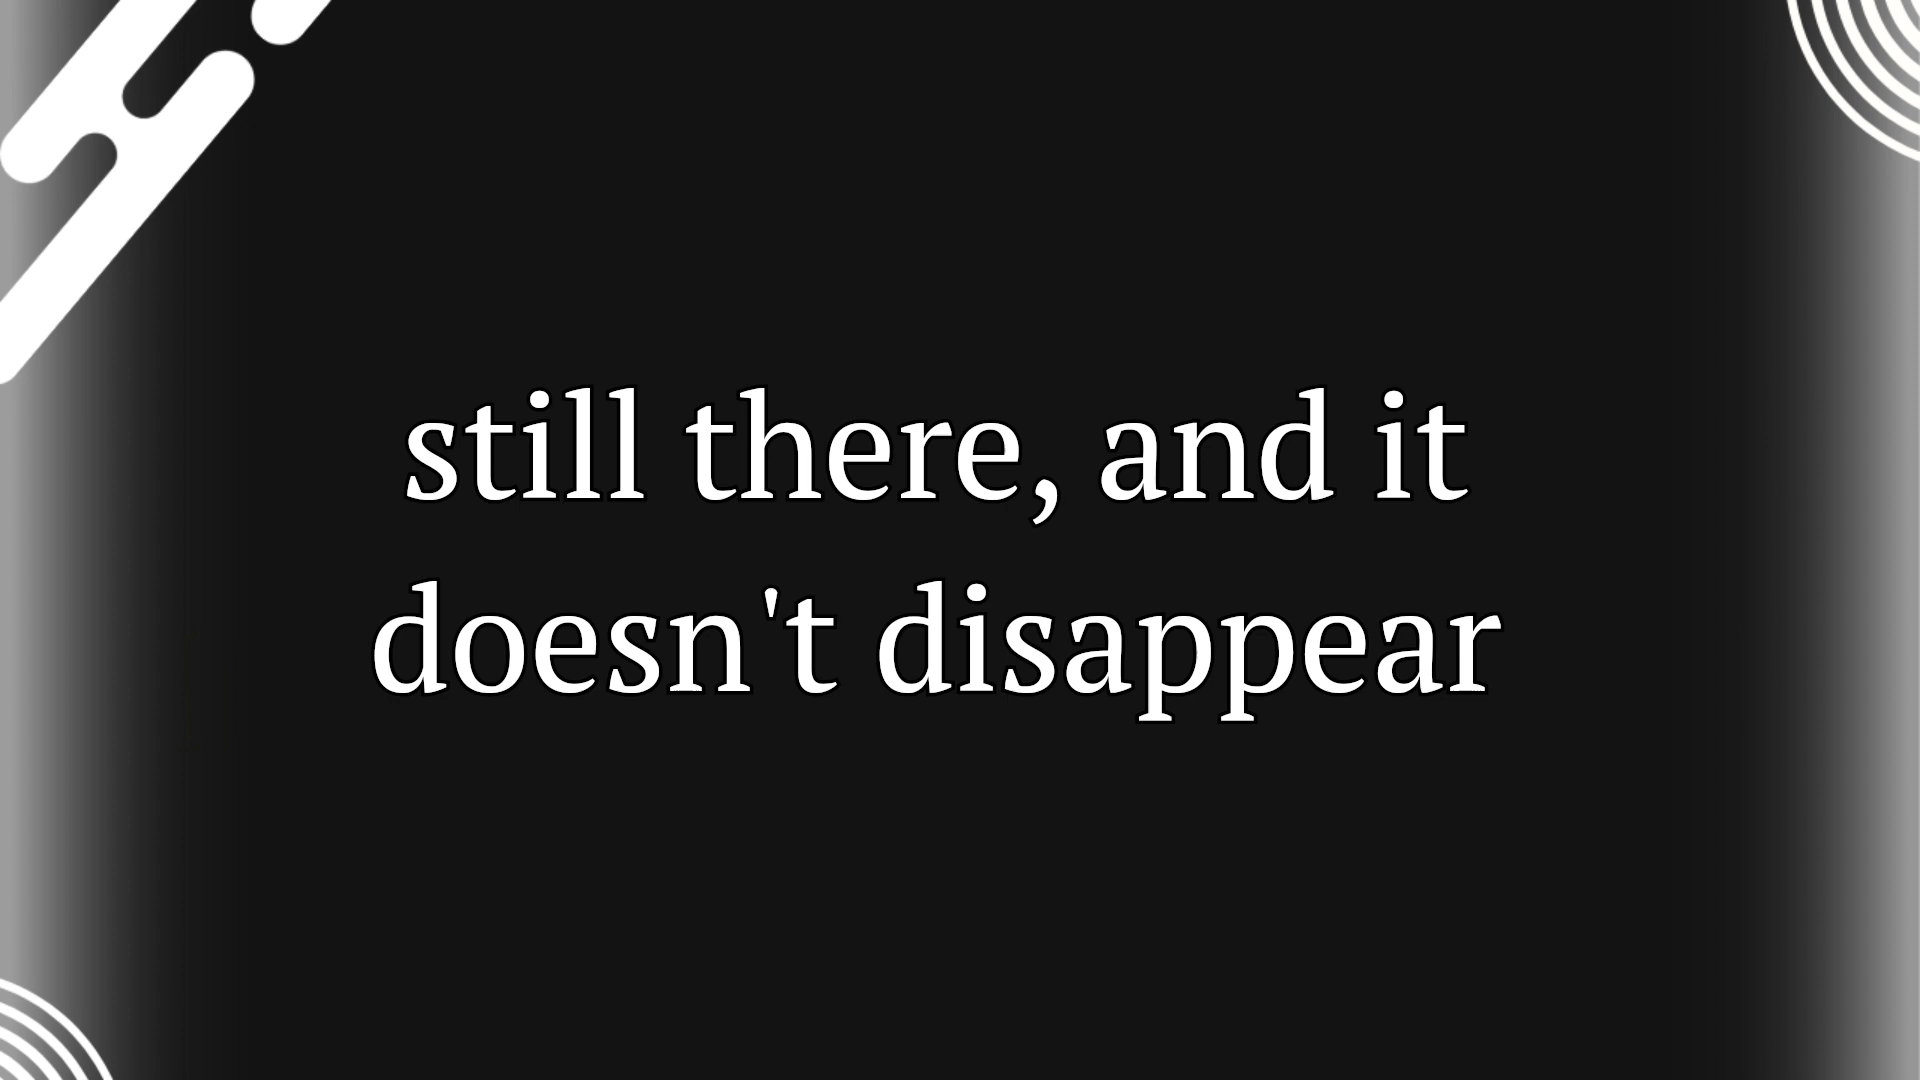 still there, and it
doesn't disappear